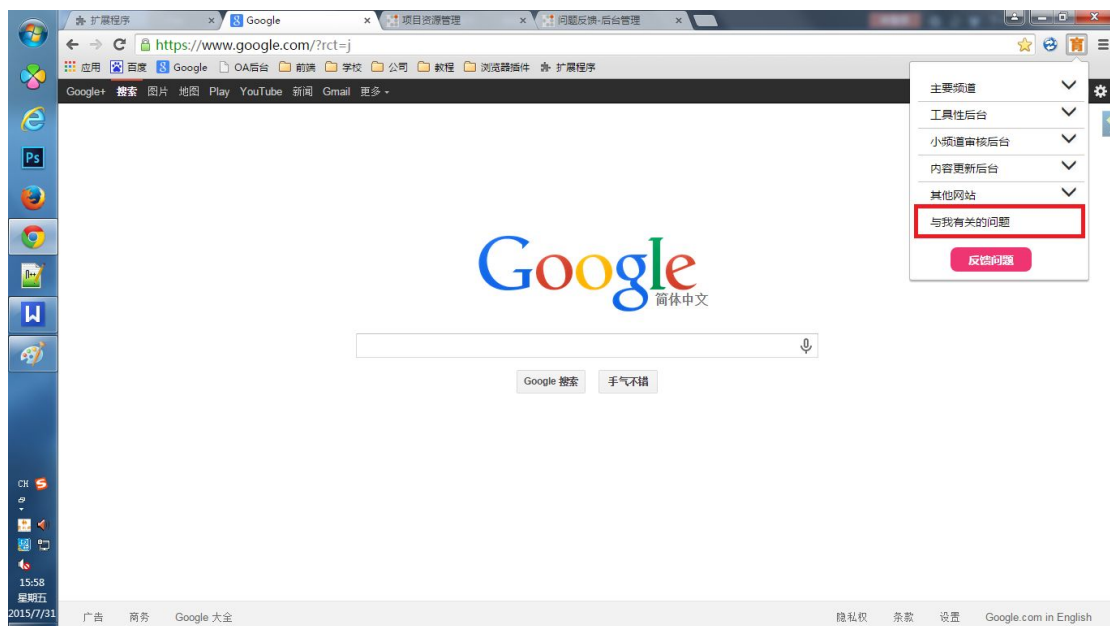 扩展程序 Google 项目资源管理 问题反馈-后台管理
https://www.google.com/?rct=j
应用 百度 Google OA后台 前端 学校 公司 教程 浏览器插件 扩展程序
Google+ 搜索 图片 地图 Play YouTube 新闻 Gmail 更多
主要频道
工具性后台
小频道审核后台
内容更新后台
其他网站
与我有关的问题
反馈问题
Ps
Google
简体中文
Google 搜索 手气不错
CH
15:58
星期五
2015/7/31
广告 商务 Google 大全 隐私权 条款 设置 Google.com in English